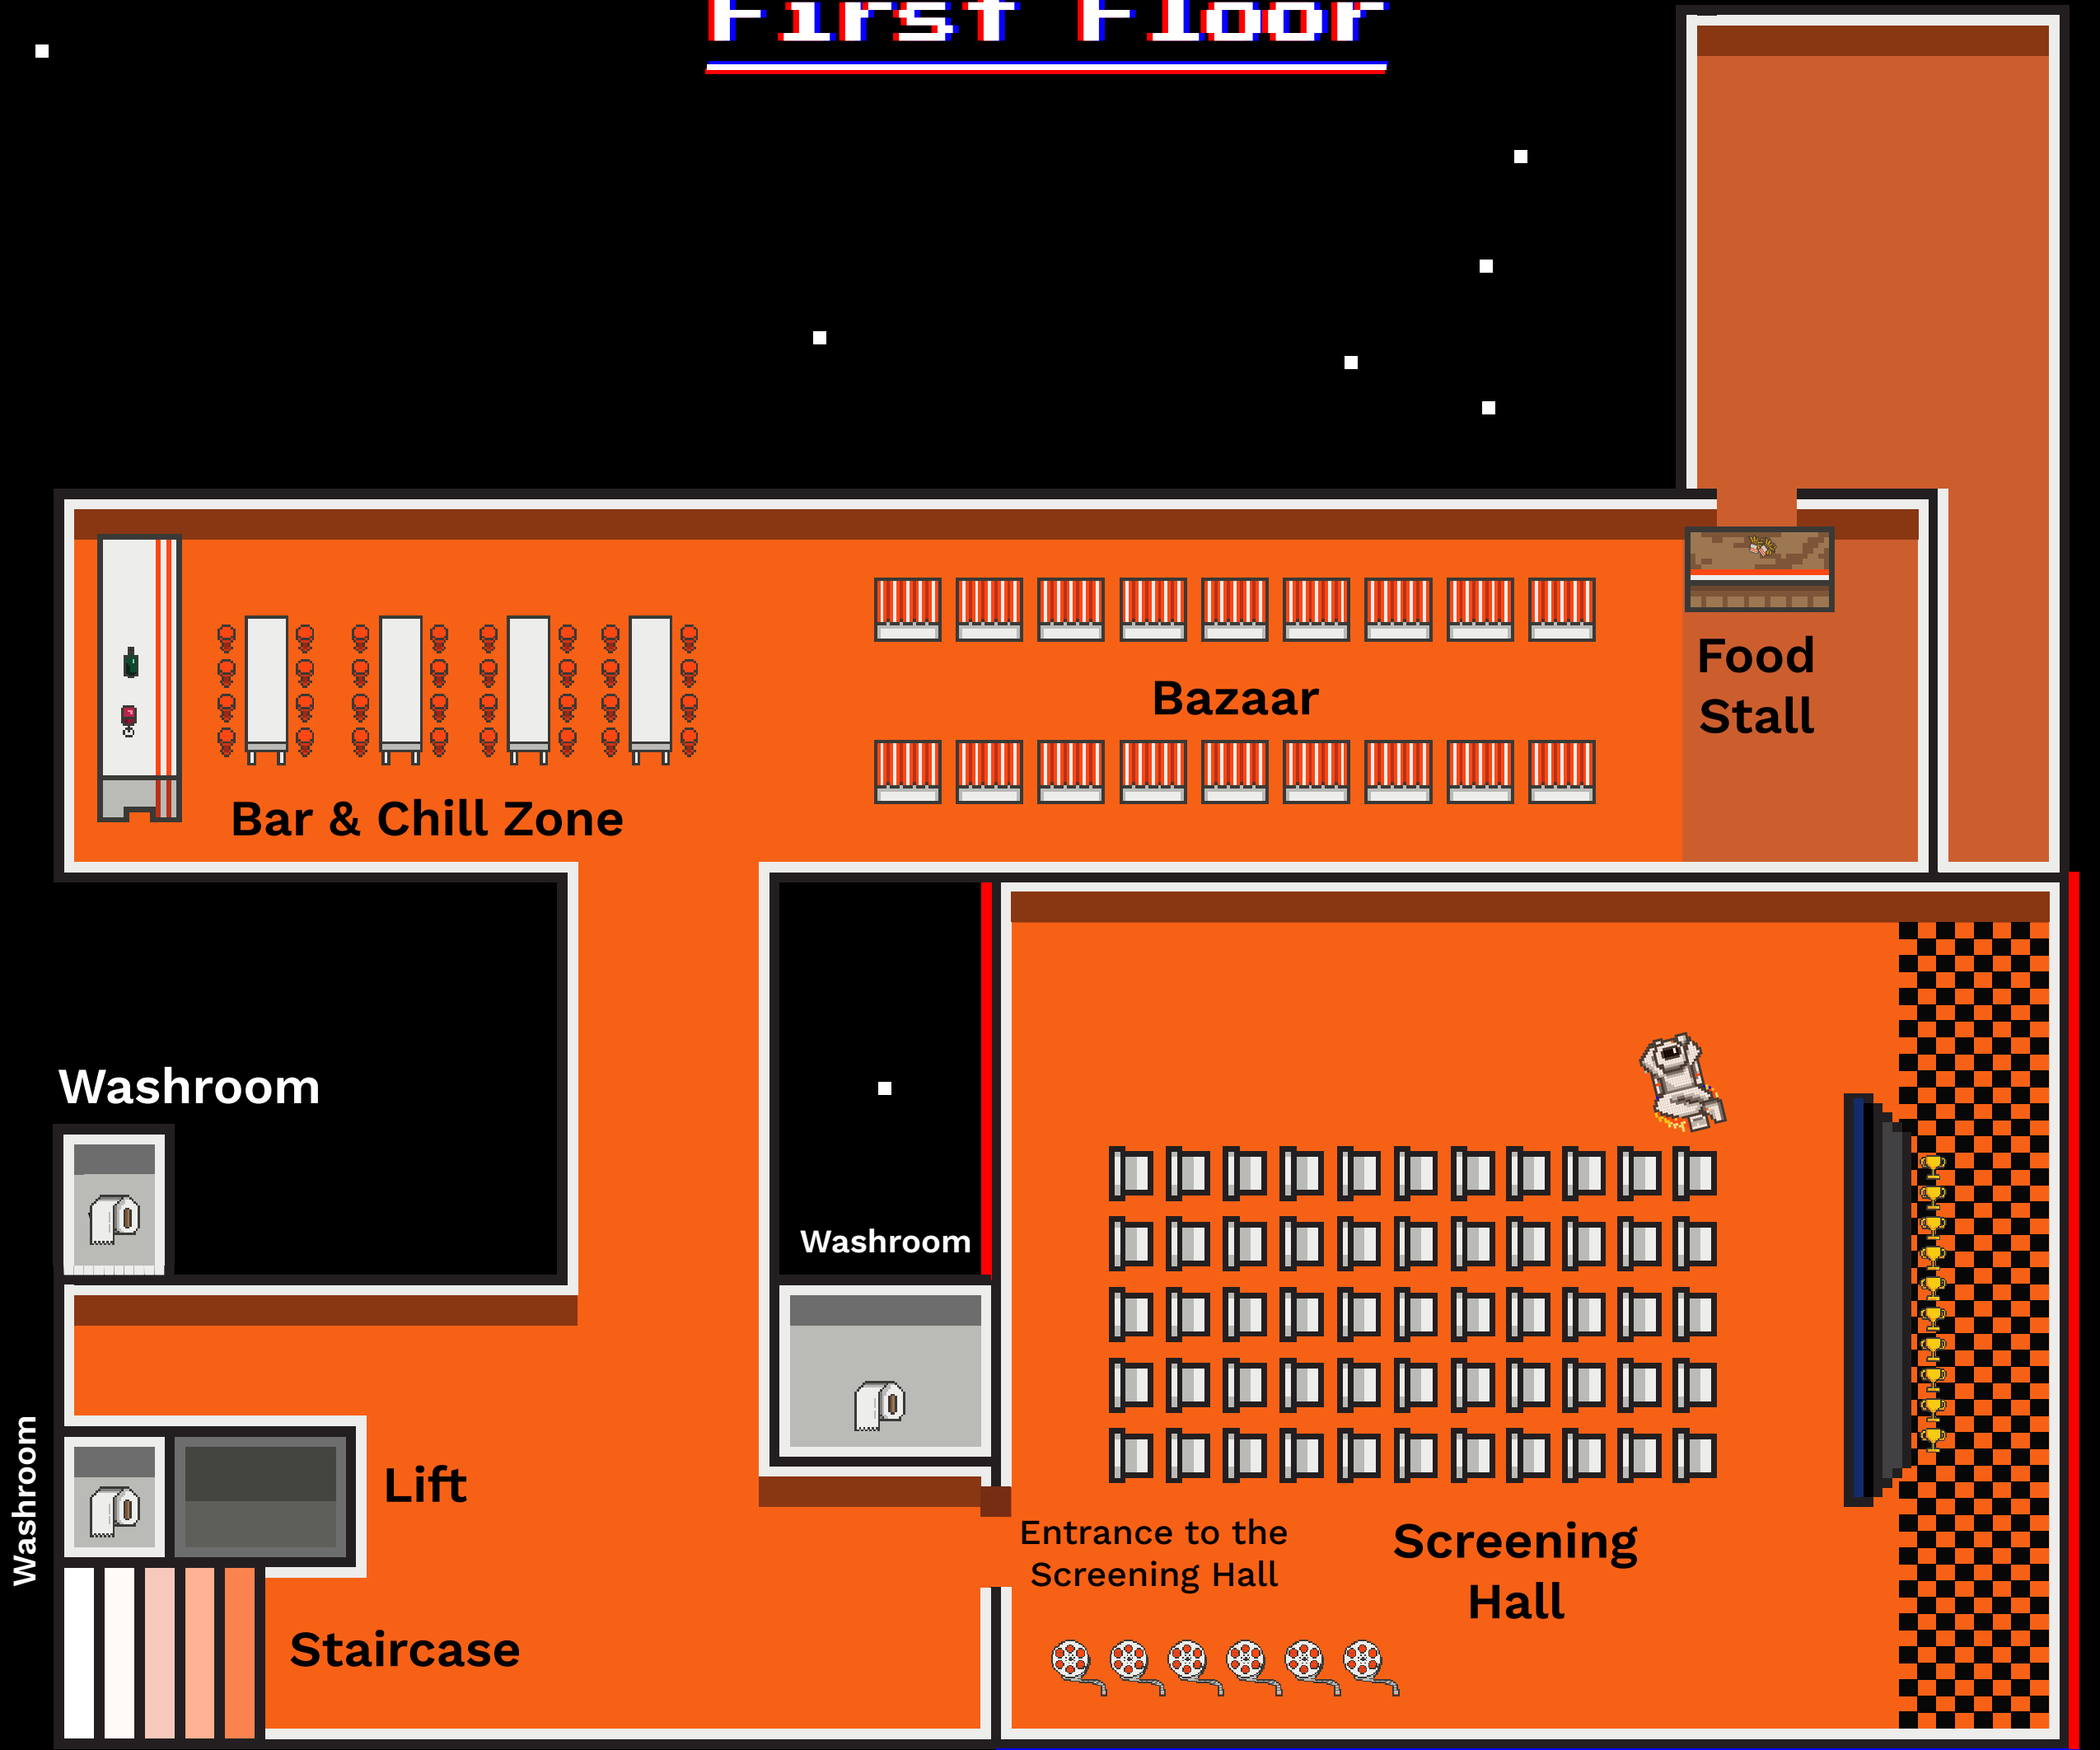 First Floor
Food
Stall
Bazaar
Bar & Chill Zone
Washroom
Washroom
Washroom
Lift
Entrance to the
Screening Hall
Screening
Hall
Staircase